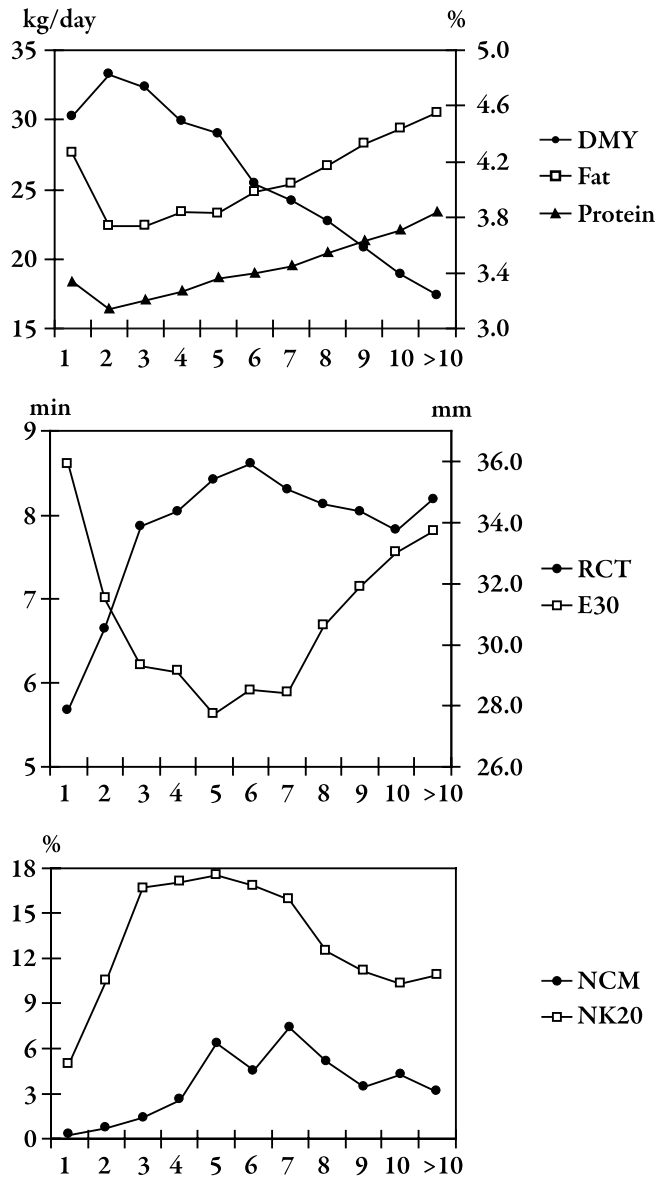 kg/day %
35 5.0
30 4.6
25 4.2
20 3.8
15 3.4
3.0
DMY
Fat
Protein
1 2 3 4 5 6 7 8 9 10 >10
min mm
9
8 36.0
7 34.0
6 32.0
5 30.0
28.0
26.0
RCT
E30
1 2 3 4 5 6 7 8 9 10 >10
%
18
15
12
9
6
3
0
NCM
NK20
1 2 3 4 5 6 7 8 9 10 >10